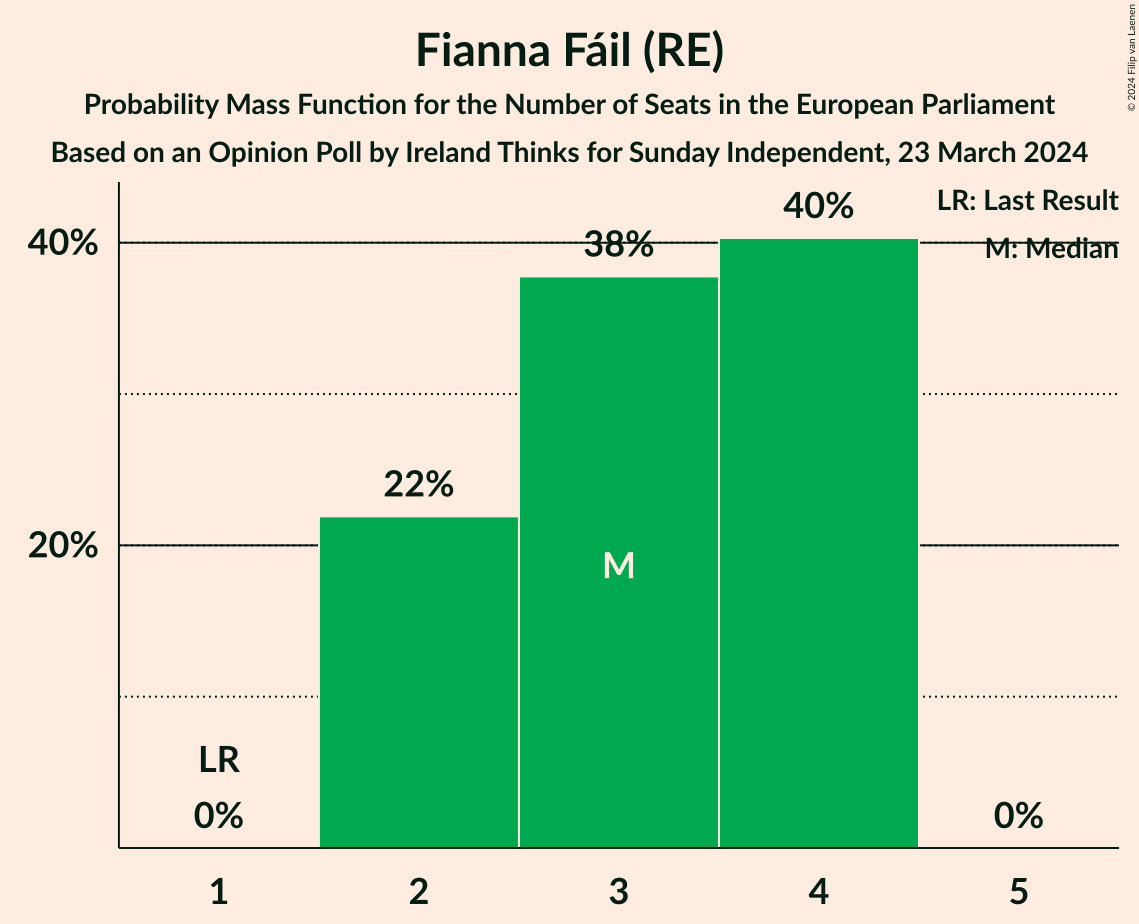 Fianna Fáil (RE)
Probability Mass Function for the Number of Seats in the European Parliament
Based on an Opinion Poll by Ireland Thinks for Sunday Independent, 23 March 2024
© 2024 Filip van Laenen
LR: Last Result
M: Median
40%
20%
0%
LR
22%
38%
M
40%
0%
1
2
3
4
5